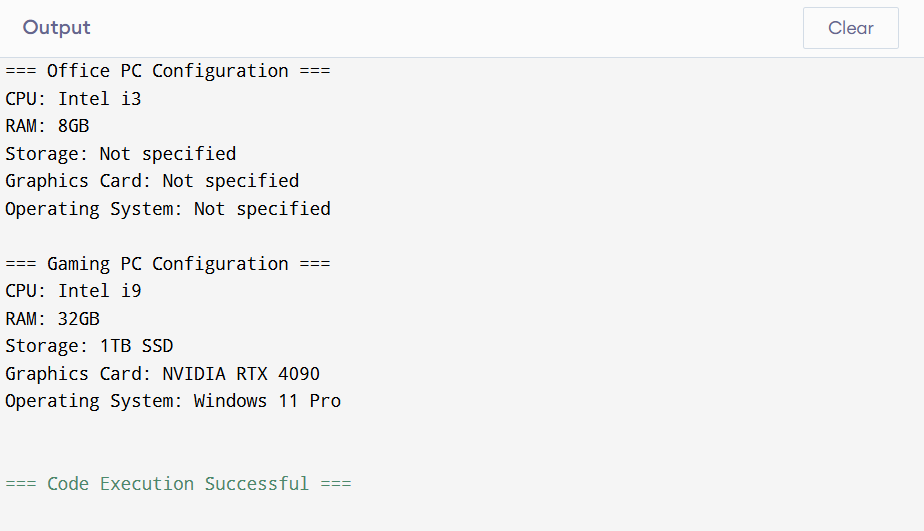 Output
Clear
=== Office PC Configuration ===
CPU: Intel i3
RAM: 8GB
Storage: Not specified
Graphics Card: Not specified
Operating System: Not specified
=== Gaming PC Configuration ===
CPU: Intel i9
RAM: 32GB
Storage: 1TB SSD
Graphics Card: NVIDIA RTX 4090
Operating System: Windows 11 Pro
=== Code Execution Successful ===